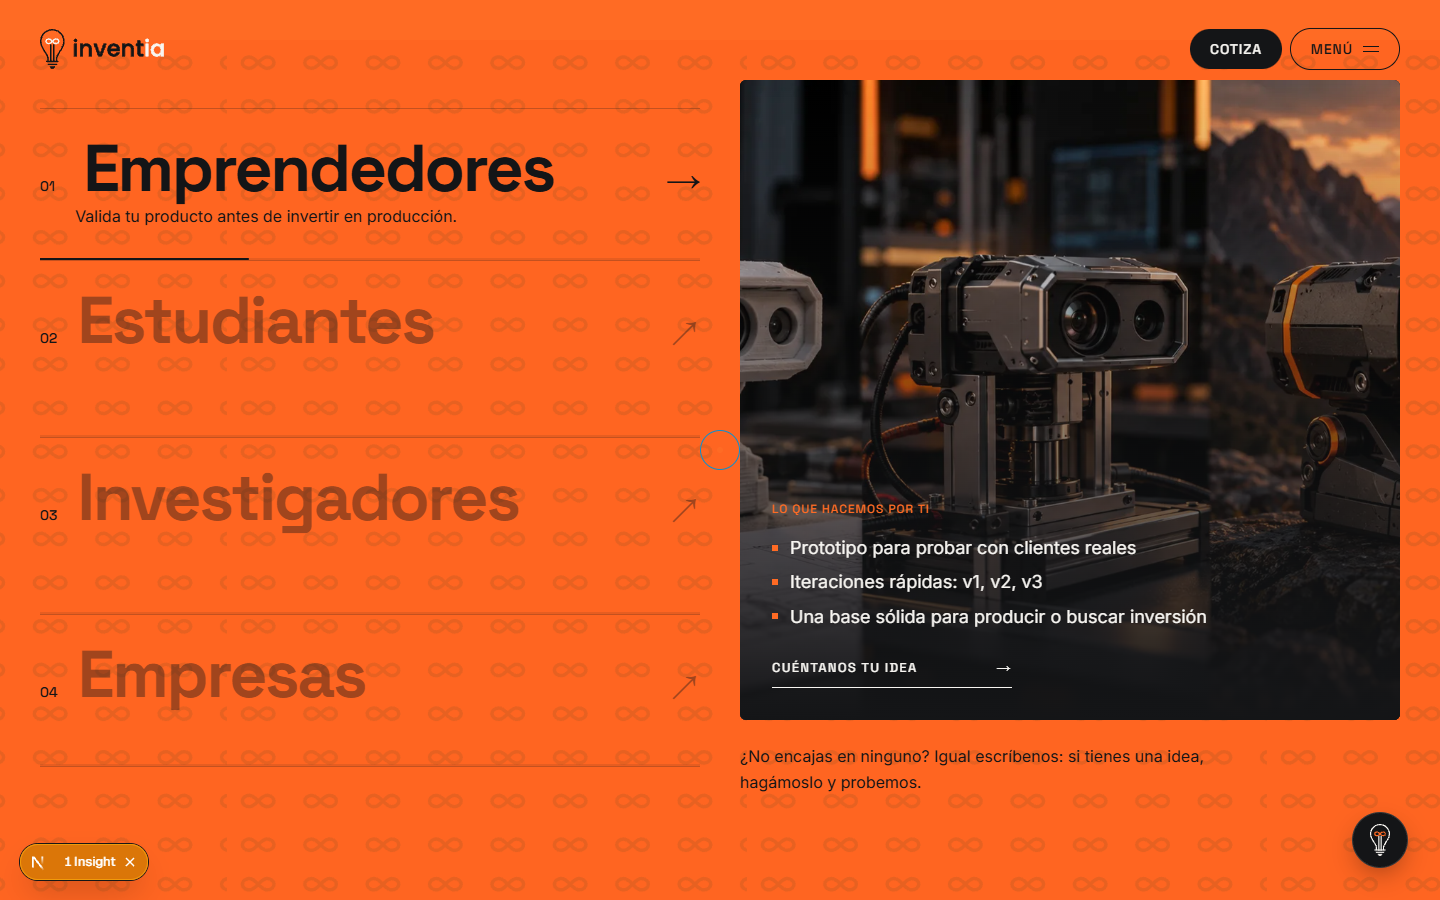 inventia
COTIZA
MENÚ
01
Emprendedores
Valida tu producto antes de invertir en producción.
02
Estudiantes
03
Investigadores
04
Empresas
LO QUE HACEMOS POR TI
Prototipo para probar con clientes reales
Iteraciones rápidas: v1, v2, v3
Una base sólida para producir o buscar inversión
CUÉNTANOS TU IDEA
¿No encajas en ninguno? Igual escríbenos: si tienes una idea,
hagámoslo y probemos.
1 Insight